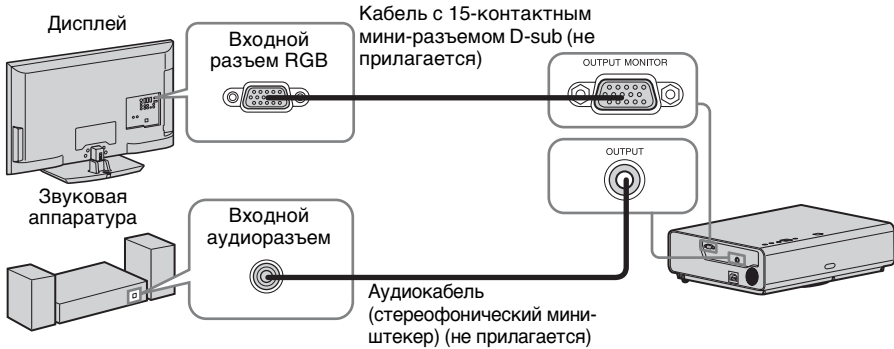 Дисплей
Входной
разъем RGB
Кабель с 15-контактным
мини-разъемом D-sub (не
прилагается)
OUTPUT MONITOR
OUTPUT
Звуковая
аппаратура
Входной
аудиоразъем
Аудиокабель
(стереофонический мини-
штекер) (не прилагается)